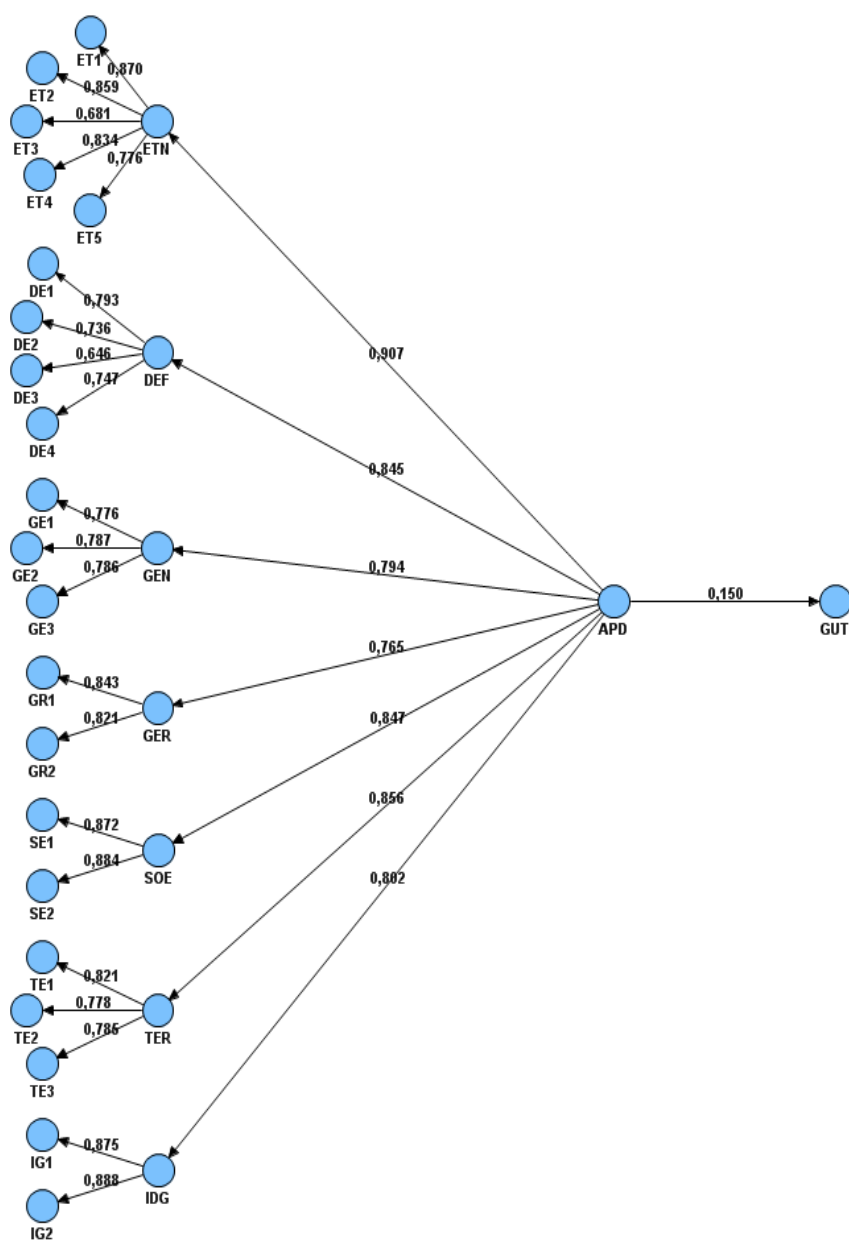 ET1
0,870
ET2
0,859
ET3
0,681
ETN
0,834
ET4
0,776
ET5
DE1
0,793
DE2
0,736
0,646
DE3
DEF
0,747
DE4
0,907
0,845
GE1
0,776
GE2
0,787
GEN
0,786
GE3
0,794
APD
0,150
GUT
GR1
0,843
GER
0,821
GR2
0,765
SE1
0,872
SOE
0,884
SE2
0,847
TE1
0,821
TE2
0,778
TER
0,785
TE3
0,856
IG1
0,875
IDG
0,888
IG2
0,802